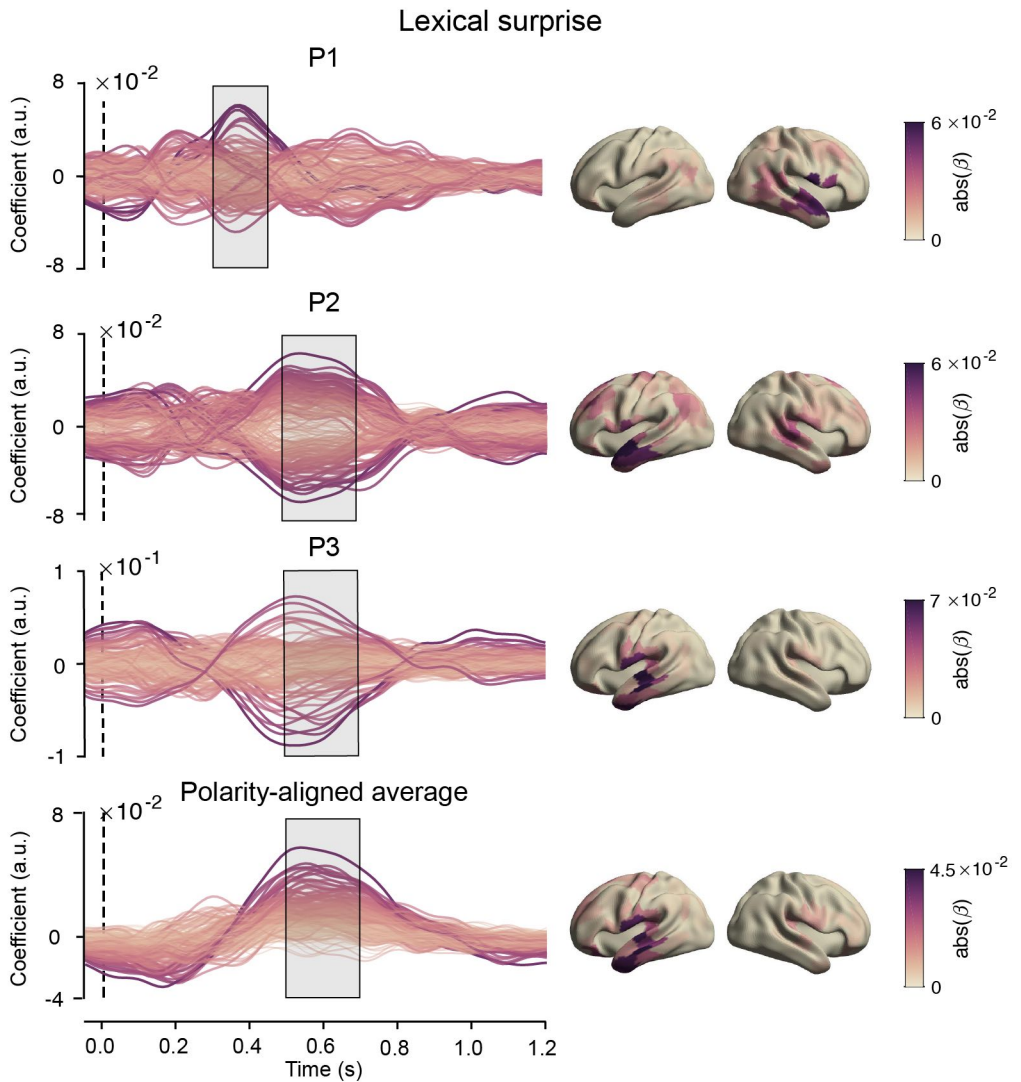 Lexical surprise
P1
8
×10-2
0
-8
Coefficient (a.u.)
6 ×10-2
0
abs(β)
P2
8
×10-2
0
-8
Coefficient (a.u.)
6 ×10-2
0
abs(β)
P3
1
×10-1
0
-1
Coefficient (a.u.)
7 ×10-2
0
abs(β)
Polarity-aligned average
8
×10-2
0
-4
Coefficient (a.u.)
4.5 ×10-2
0
abs(β)
0.0 0.2 0.4 0.6 0.8 1.0 1.2
Time (s)